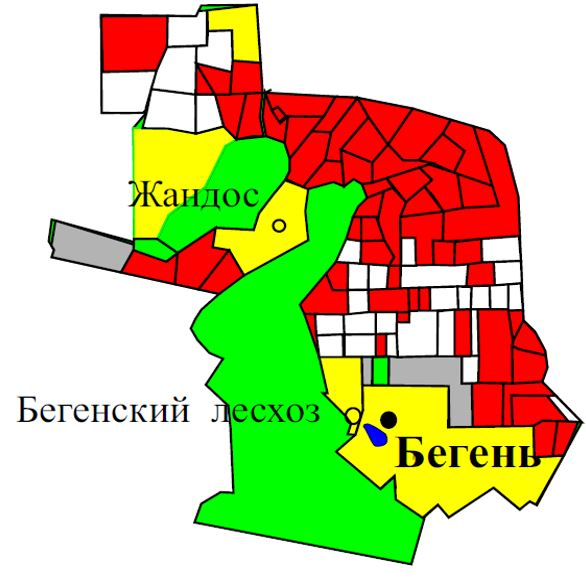 Жандос
Бегенский лесхоз
Бегень